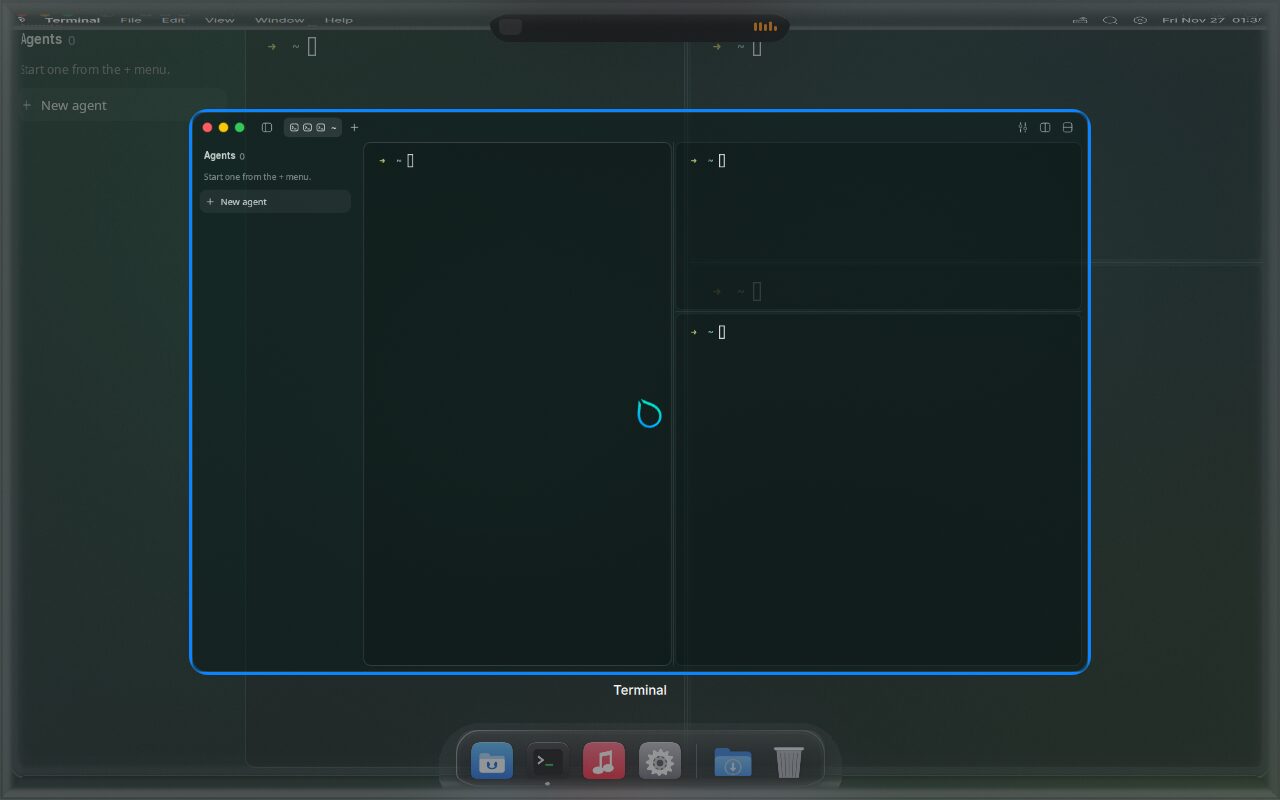 Terminal File Edit View Window Help
Fri Nov 27
Agents 0
Start one from the + menu.
+ New agent
→ ~
→ ~
~
Agents 0
Start one from the + menu.
+ New agent
→ ~
→ ~
→ ~
→ ~
Terminal